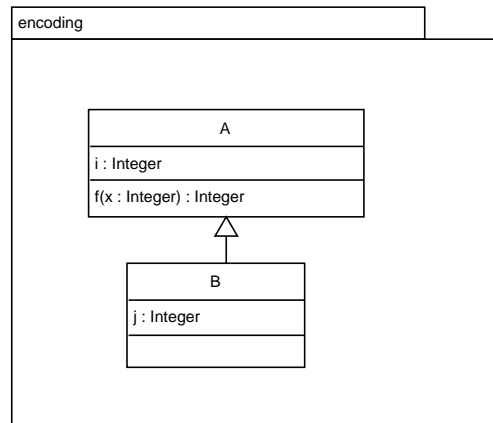 encoding
A
i : Integer
f(x : Integer) : Integer
B
j : Integer